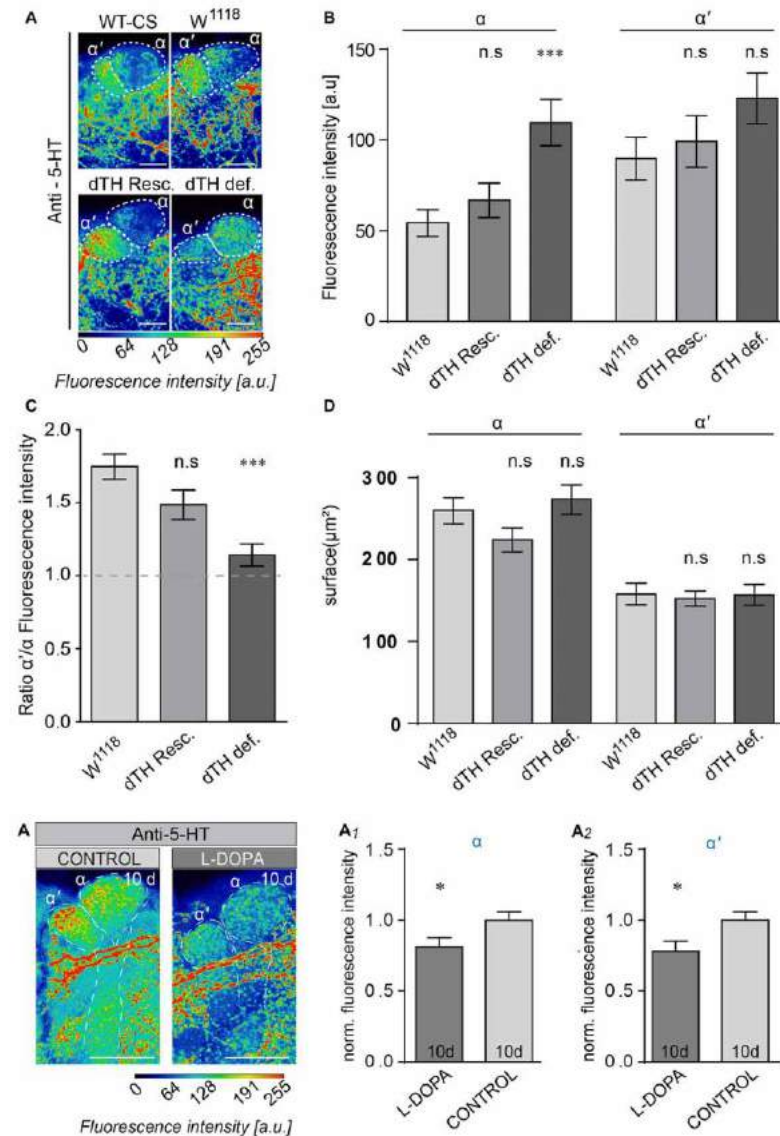 A
WT-CS
W¹¹¹⁸
α′
α
α
Anti - 5-HT
dTH Resc.
dTH def.
α′
α
α′
α
0
64
128
191
255
Fluorescence intensity [a.u.]
B
α
α′
n.s
***
n.s
n.s
150
100
50
0
Fluorescence intensity [a.u]
W¹¹¹⁸
dTH Resc.
dTH def.
W¹¹¹⁸
dTH Resc.
dTH def.
C
2.0
1.5
1.0
0.5
0.0
Ratio α′/α Fluoresecence intensity
n.s
***
W¹¹¹⁸
dTH Resc.
dTH def.
D
α
α′
n.s
n.s
n.s
n.s
300
200
100
0
surface(µm²)
W¹¹¹⁸
dTH Resc.
dTH def.
W¹¹¹⁸
dTH Resc.
dTH def.
A
Anti-5-HT
CONTROL
L-DOPA
α
10 d
α′
α
10 d
α′
0
64
128
191
255
Fluorescence intensity [a.u.]
A1
α
1.5
1.0
0.5
0.0
norm. fluorescence intensity
*
10d
10d
L-DOPA
CONTROL
A2
α′
1.5
1.0
0.5
0.0
norm. fluorescence intensity
*
10d
10d
L-DOPA
CONTROL